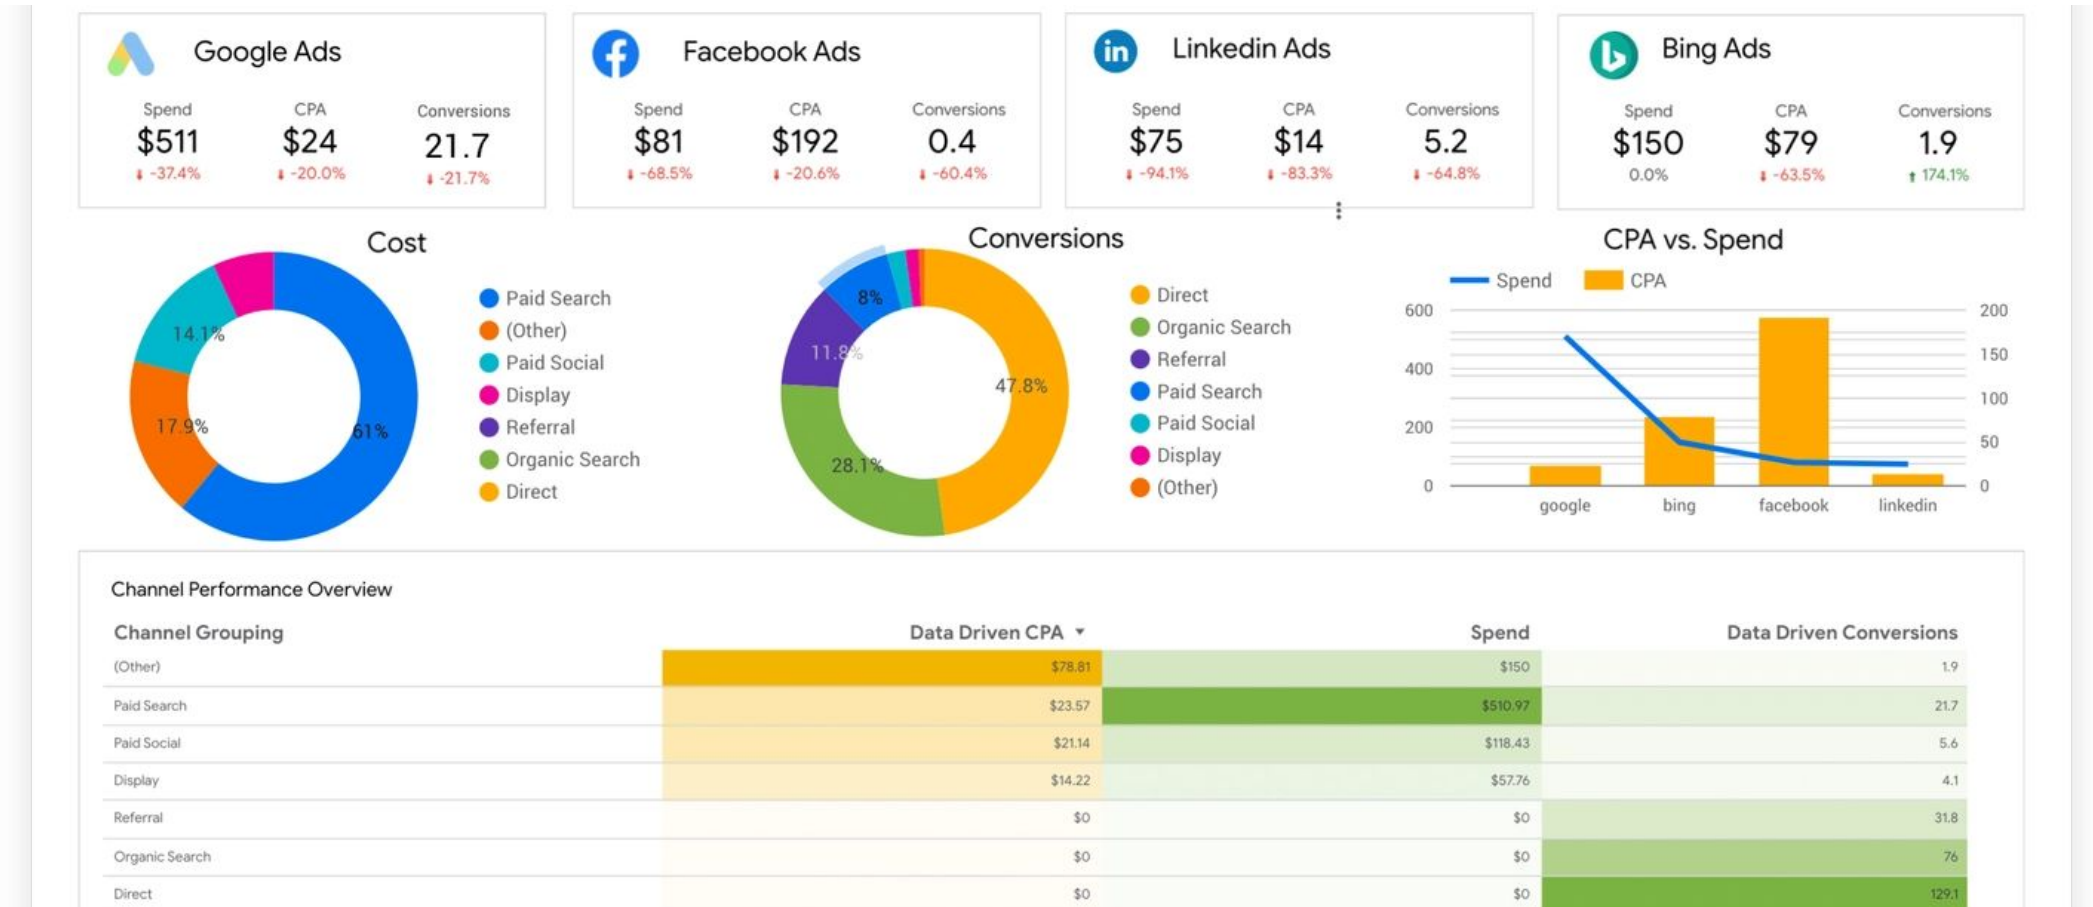 Google Ads
Spend CPA Conversions
$511 $24 21.7
-37.4% -20.0% -21.7%
Facebook Ads
Spend CPA Conversions
$81 $192 0.4
-68.5% -20.6% -60.4%
Linkedin Ads
Spend CPA Conversions
$75 $14 5.2
-94.1% -83.3% -64.8%
Bing Ads
Spend CPA Conversions
$150 $79 1.9
0.0% -63.5% 174.1%
Cost
14.1%
17.9%
61%
Paid Search
(Other)
Paid Social
Display
Referral
Organic Search
Direct
Conversions
8%
11.8%
47.8%
28.1%
Direct
Organic Search
Referral
Paid Search
Paid Social
Display
(Other)
CPA vs. Spend
Spend CPA
600 200
150
400
100
200
50
0 0
google bing facebook linkedin
Channel Performance Overview
Channel Grouping Data Driven CPA Spend Data Driven Conversions
(Other) $78.81 $150 1.9
Paid Search $23.57 $510.97 21.7
Paid Social $21.14 $118.43 5.6
Display $14.22 $57.76 4.1
Referral $0 $0 31.8
Organic Search $0 $0 76
Direct $0 $0 129.1